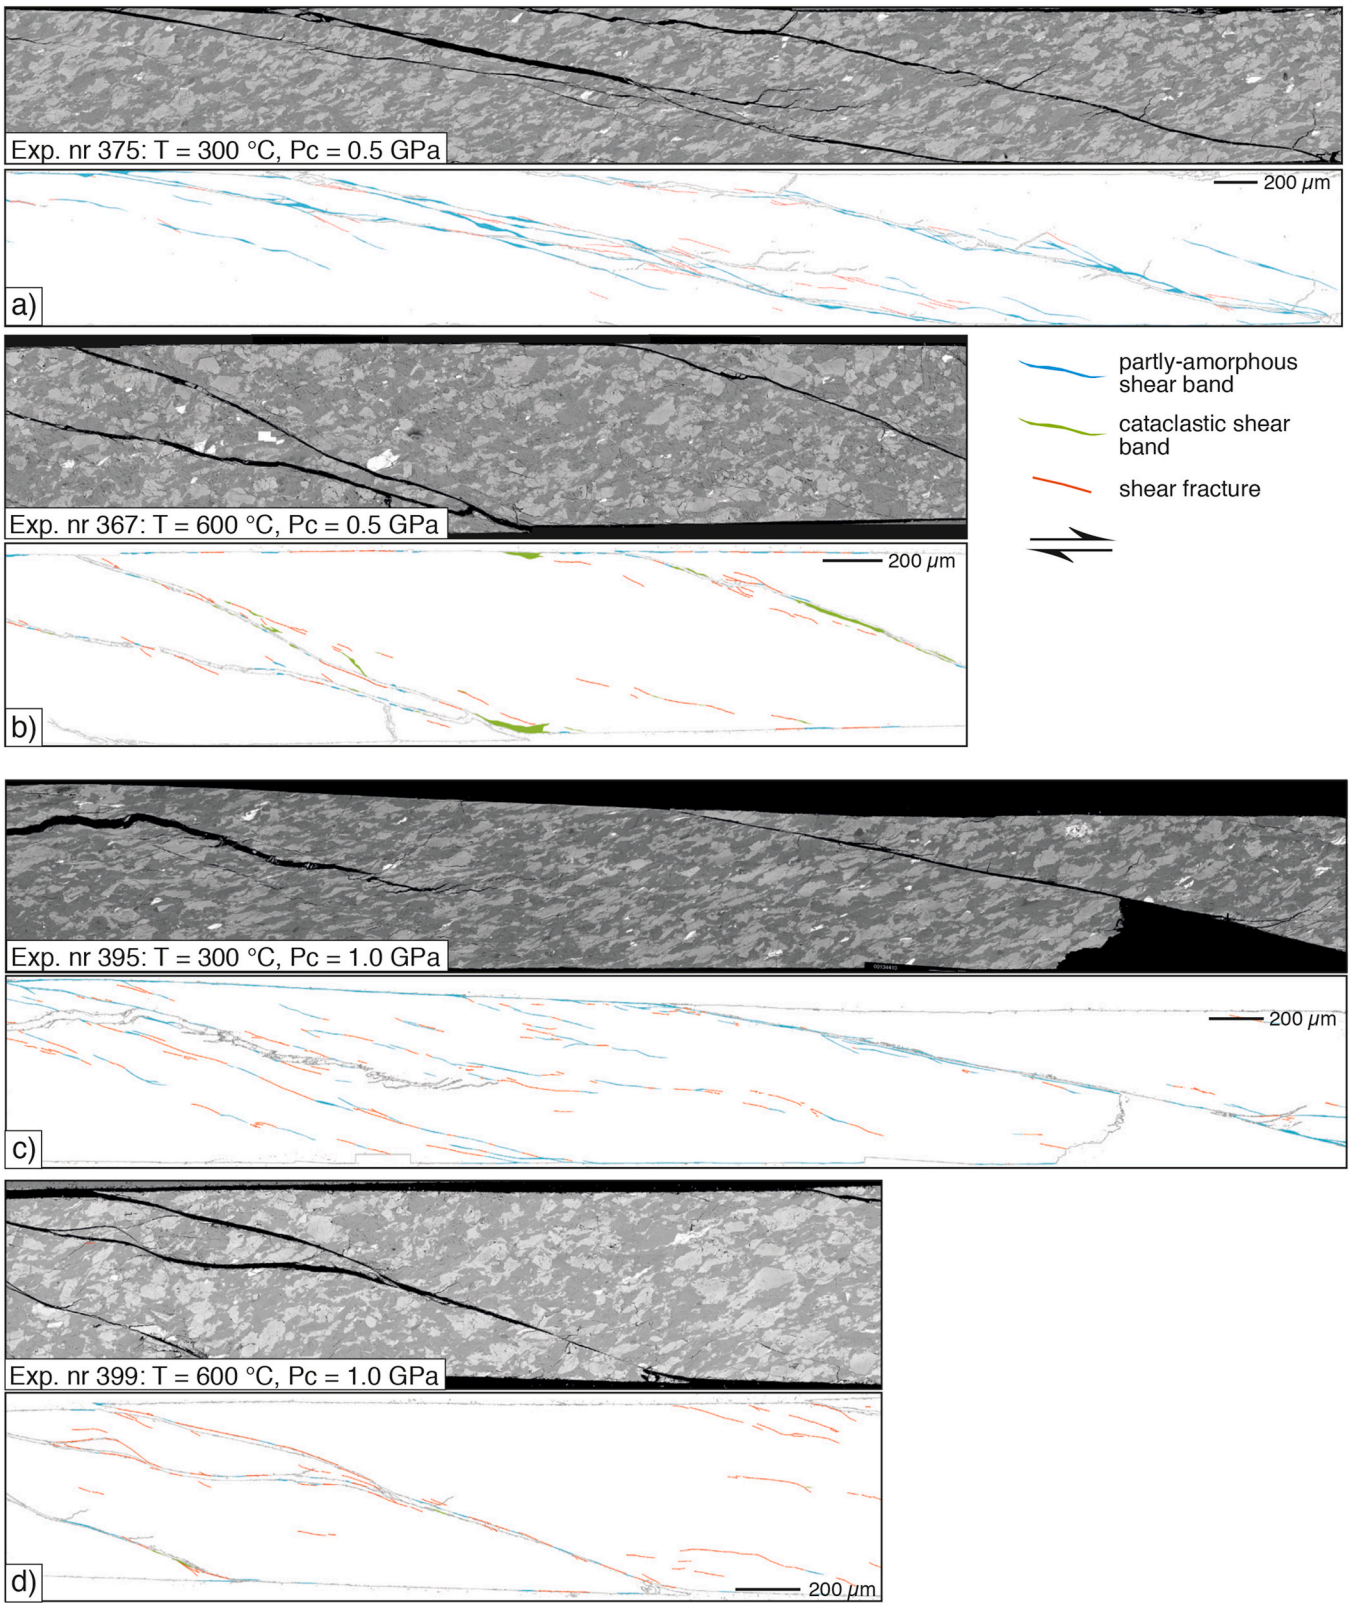 Exp. nr 375: T = 300 °C, Pc = 0.5 GPa
200 µm
a)
partly-amorphous
shear band
cataclastic shear
band
shear fracture
Exp. nr 367: T = 600 °C, Pc = 0.5 GPa
200 µm
b)
Exp. nr 395: T = 300 °C, Pc = 1.0 GPa
200 µm
c)
Exp. nr 399: T = 600 °C, Pc = 1.0 GPa
200 µm
d)